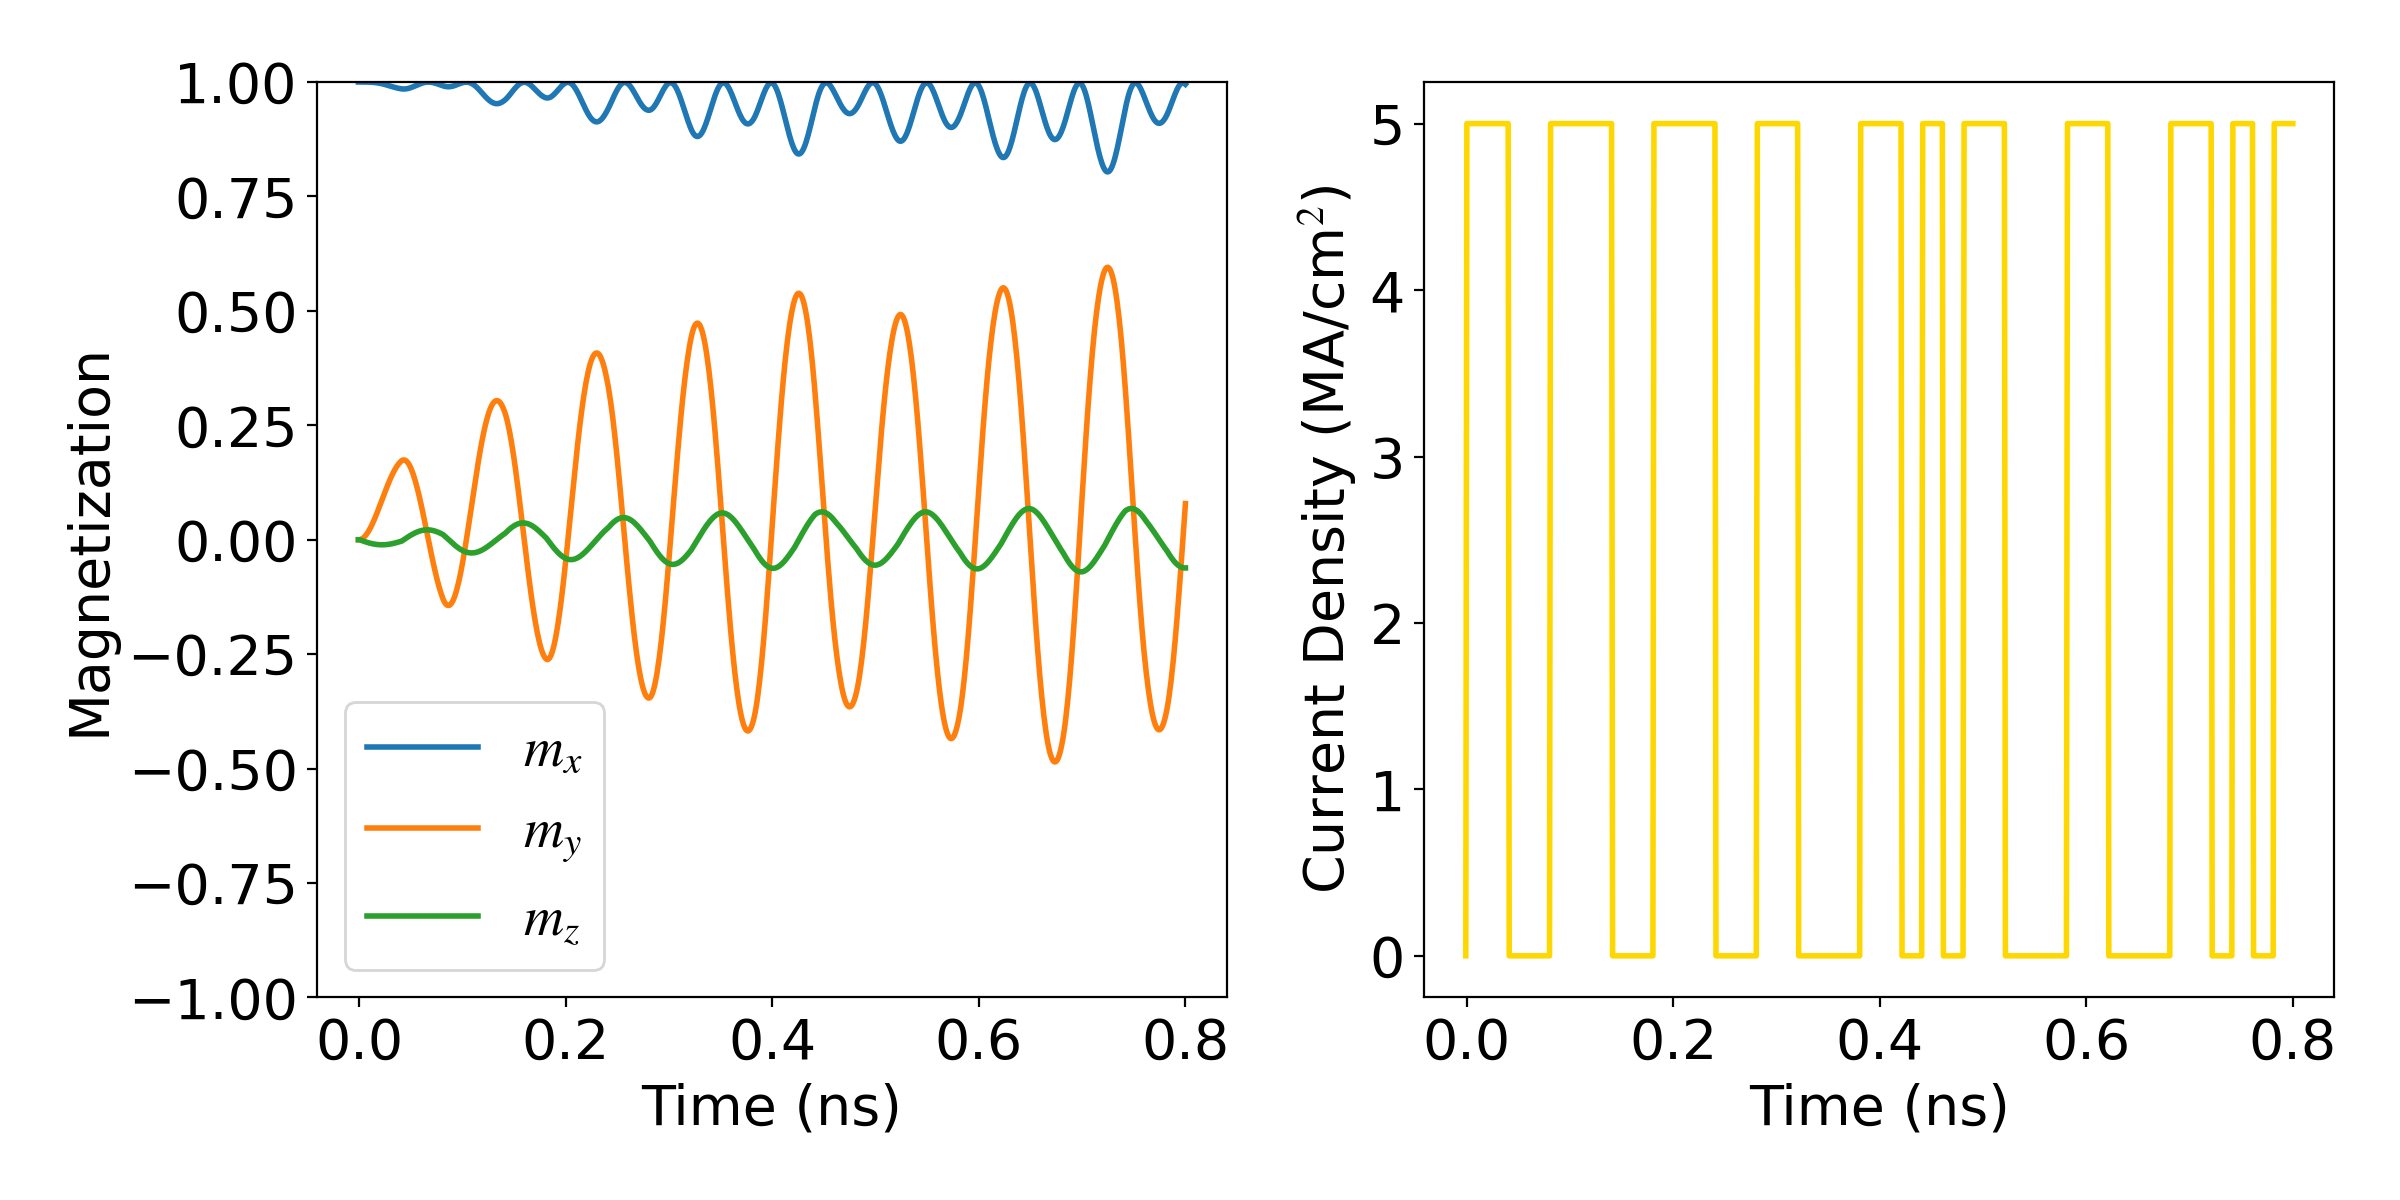 1.00
0.75
0.50
0.25
0.00
−0.25
−0.50
−0.75
−1.00
Magnetization
m_x
m_y
m_z
0.0 0.2 0.4 0.6 0.8
Time (ns)
5
4
3
2
1
0
Current Density (MA/cm²)
0.0 0.2 0.4 0.6 0.8
Time (ns)